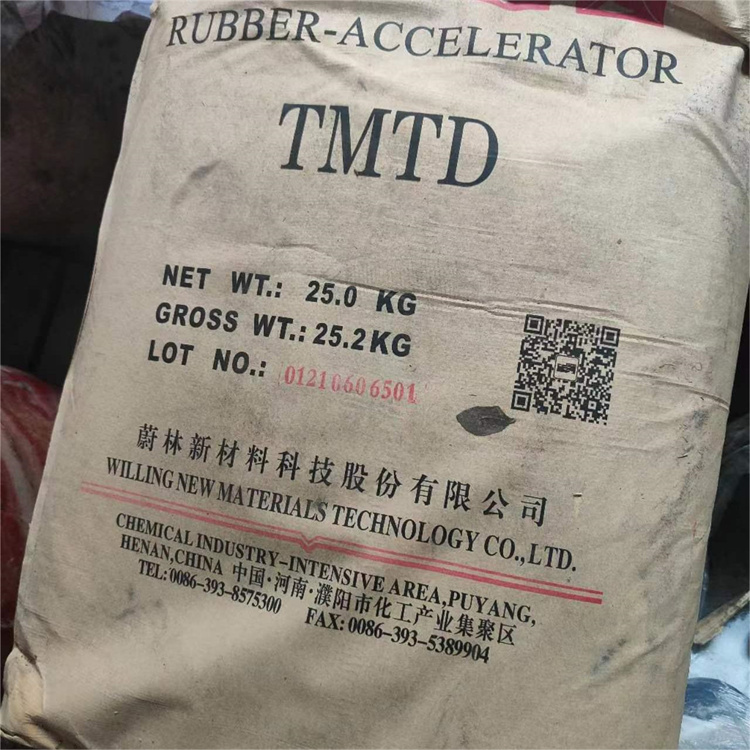 RUBBER-ACCELERATOR
TMTD
NET WT.: 25.0 KG
GROSS WT.: 25.2KG
LOT NO.: 01210606501
蔚林新材料科技股份有限公司
WILLING NEW MATERIALS TECHNOLOGY CO.,LTD.
CHEMICAL INDUSTRY-INTENSIVE AREA,PUYANG,
HENAN,CHINA 中国·河南·濮阳市化工产业集聚区
TEL: 0086-393-8575300 FAX: 0086-393-5389904